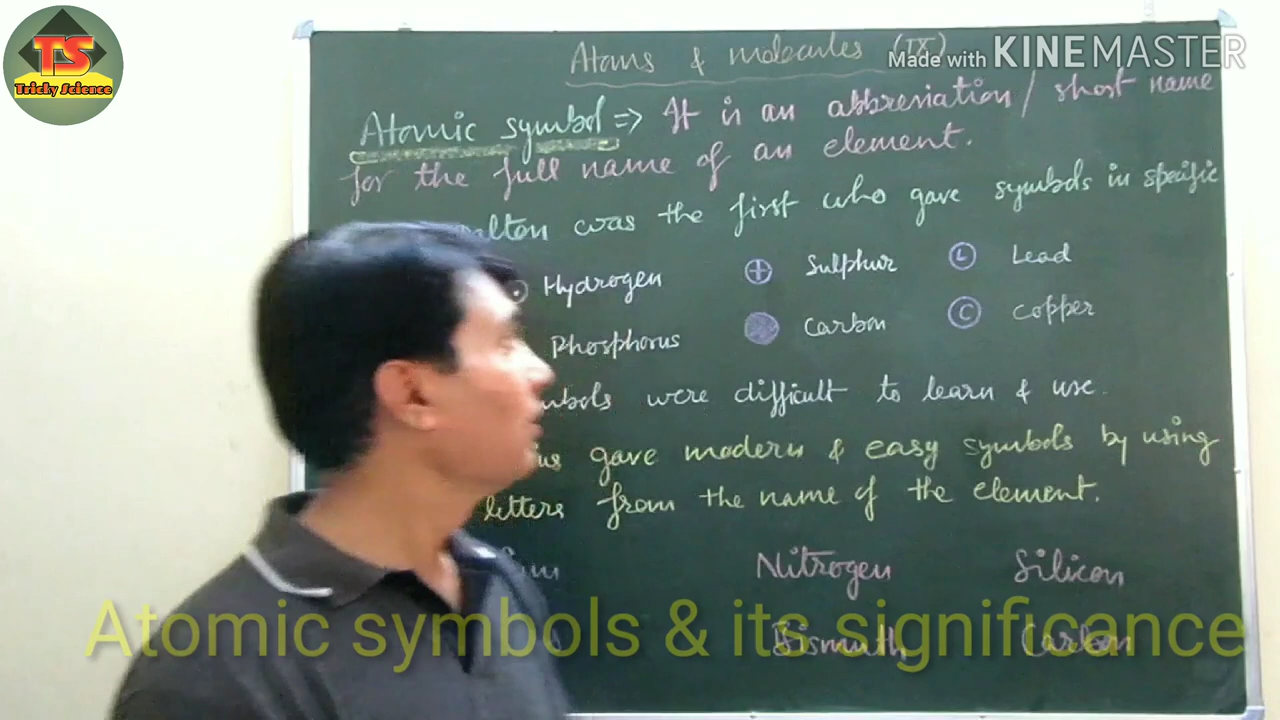 TS
Tricky Science
Made with KINEMASTER
Atoms & molecules (IX)
Atomic symbol => It is an abbreviation / short name
for the full name of an element.
was the first who gave symbols in specific
Hydrogen
Sulphur
L Lead
Phosphorus
Carbon
C Copper
were difficult to learn & use.
gave modern & easy symbols by using
letters from the name of the element.
Nitrogen
Silicon
Atomic symbols & its significance
Bismuth
Carbon